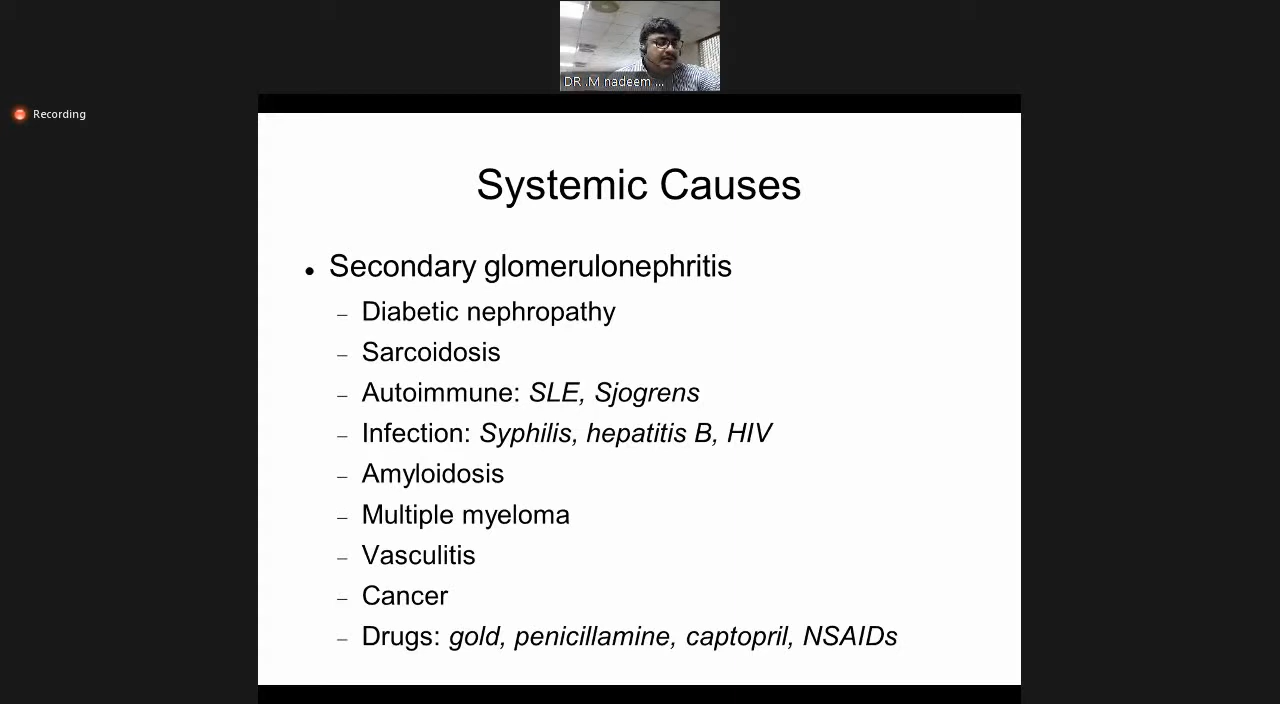 DR .M nadeem ...
Recording
Systemic Causes
• Secondary glomerulonephritis
– Diabetic nephropathy
– Sarcoidosis
– Autoimmune: SLE, Sjogrens
– Infection: Syphilis, hepatitis B, HIV
– Amyloidosis
– Multiple myeloma
– Vasculitis
– Cancer
– Drugs: gold, penicillamine, captopril, NSAIDs